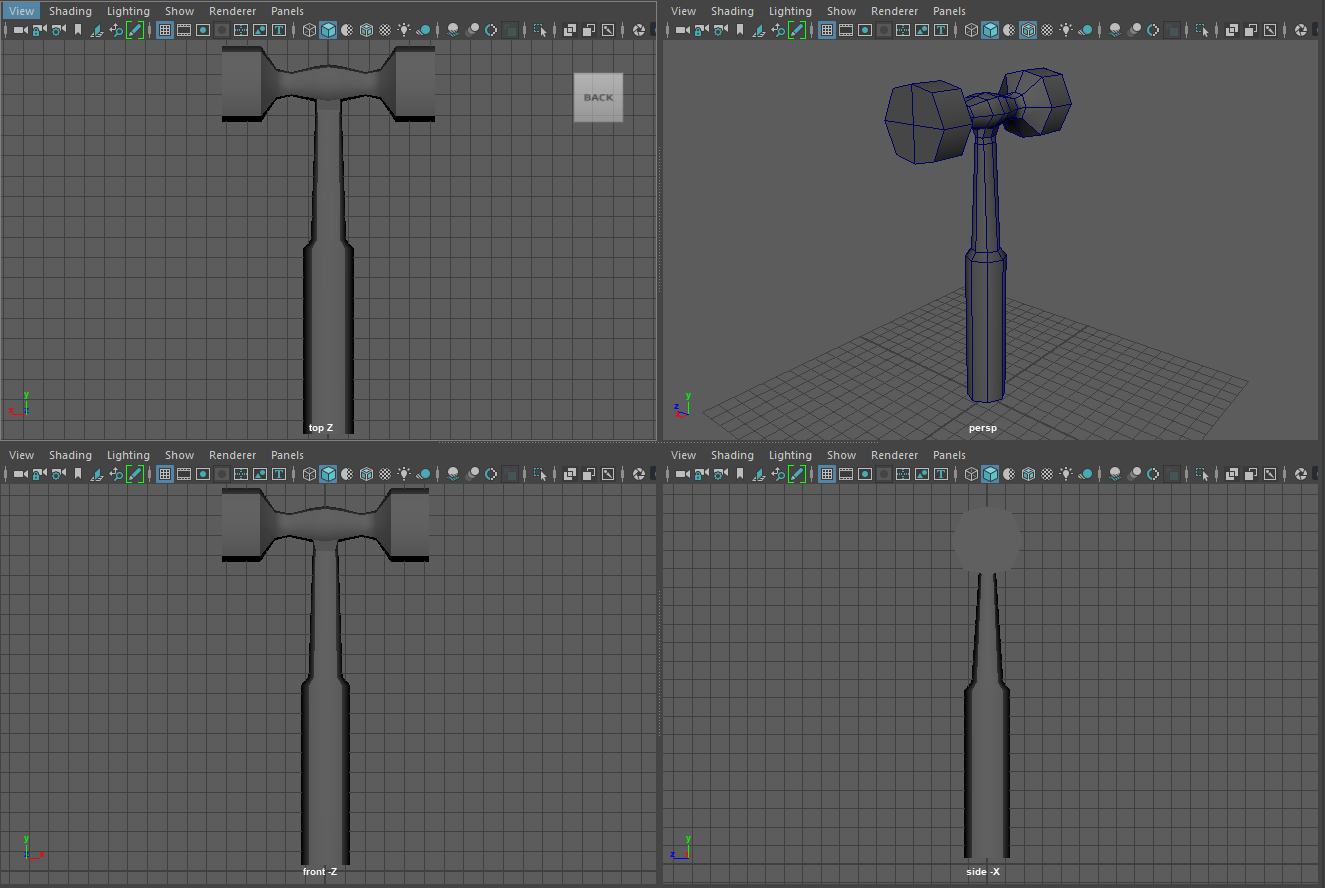 View Shading Lighting Show Renderer Panels
View Shading Lighting Show Renderer Panels
T
T
BACK
y
x
z
top Z
y
z
persp
View Shading Lighting Show Renderer Panels
View Shading Lighting Show Renderer Panels
T
T
y
x
front -Z
y
z
side -X